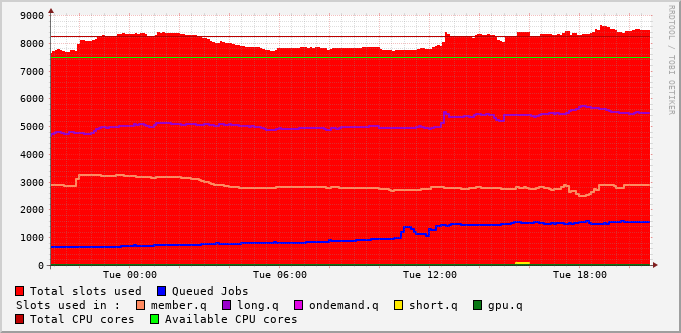 9000
8000
7000
6000
5000
4000
3000
2000
1000
0
Tue 00:00 Tue 06:00 Tue 12:00 Tue 18:00
RRDTOOL / TOBI OETIKER
Total slots used Queued Jobs
Slots used in : member.q long.q ondemand.q short.q gpu.q
Total CPU cores Available CPU cores